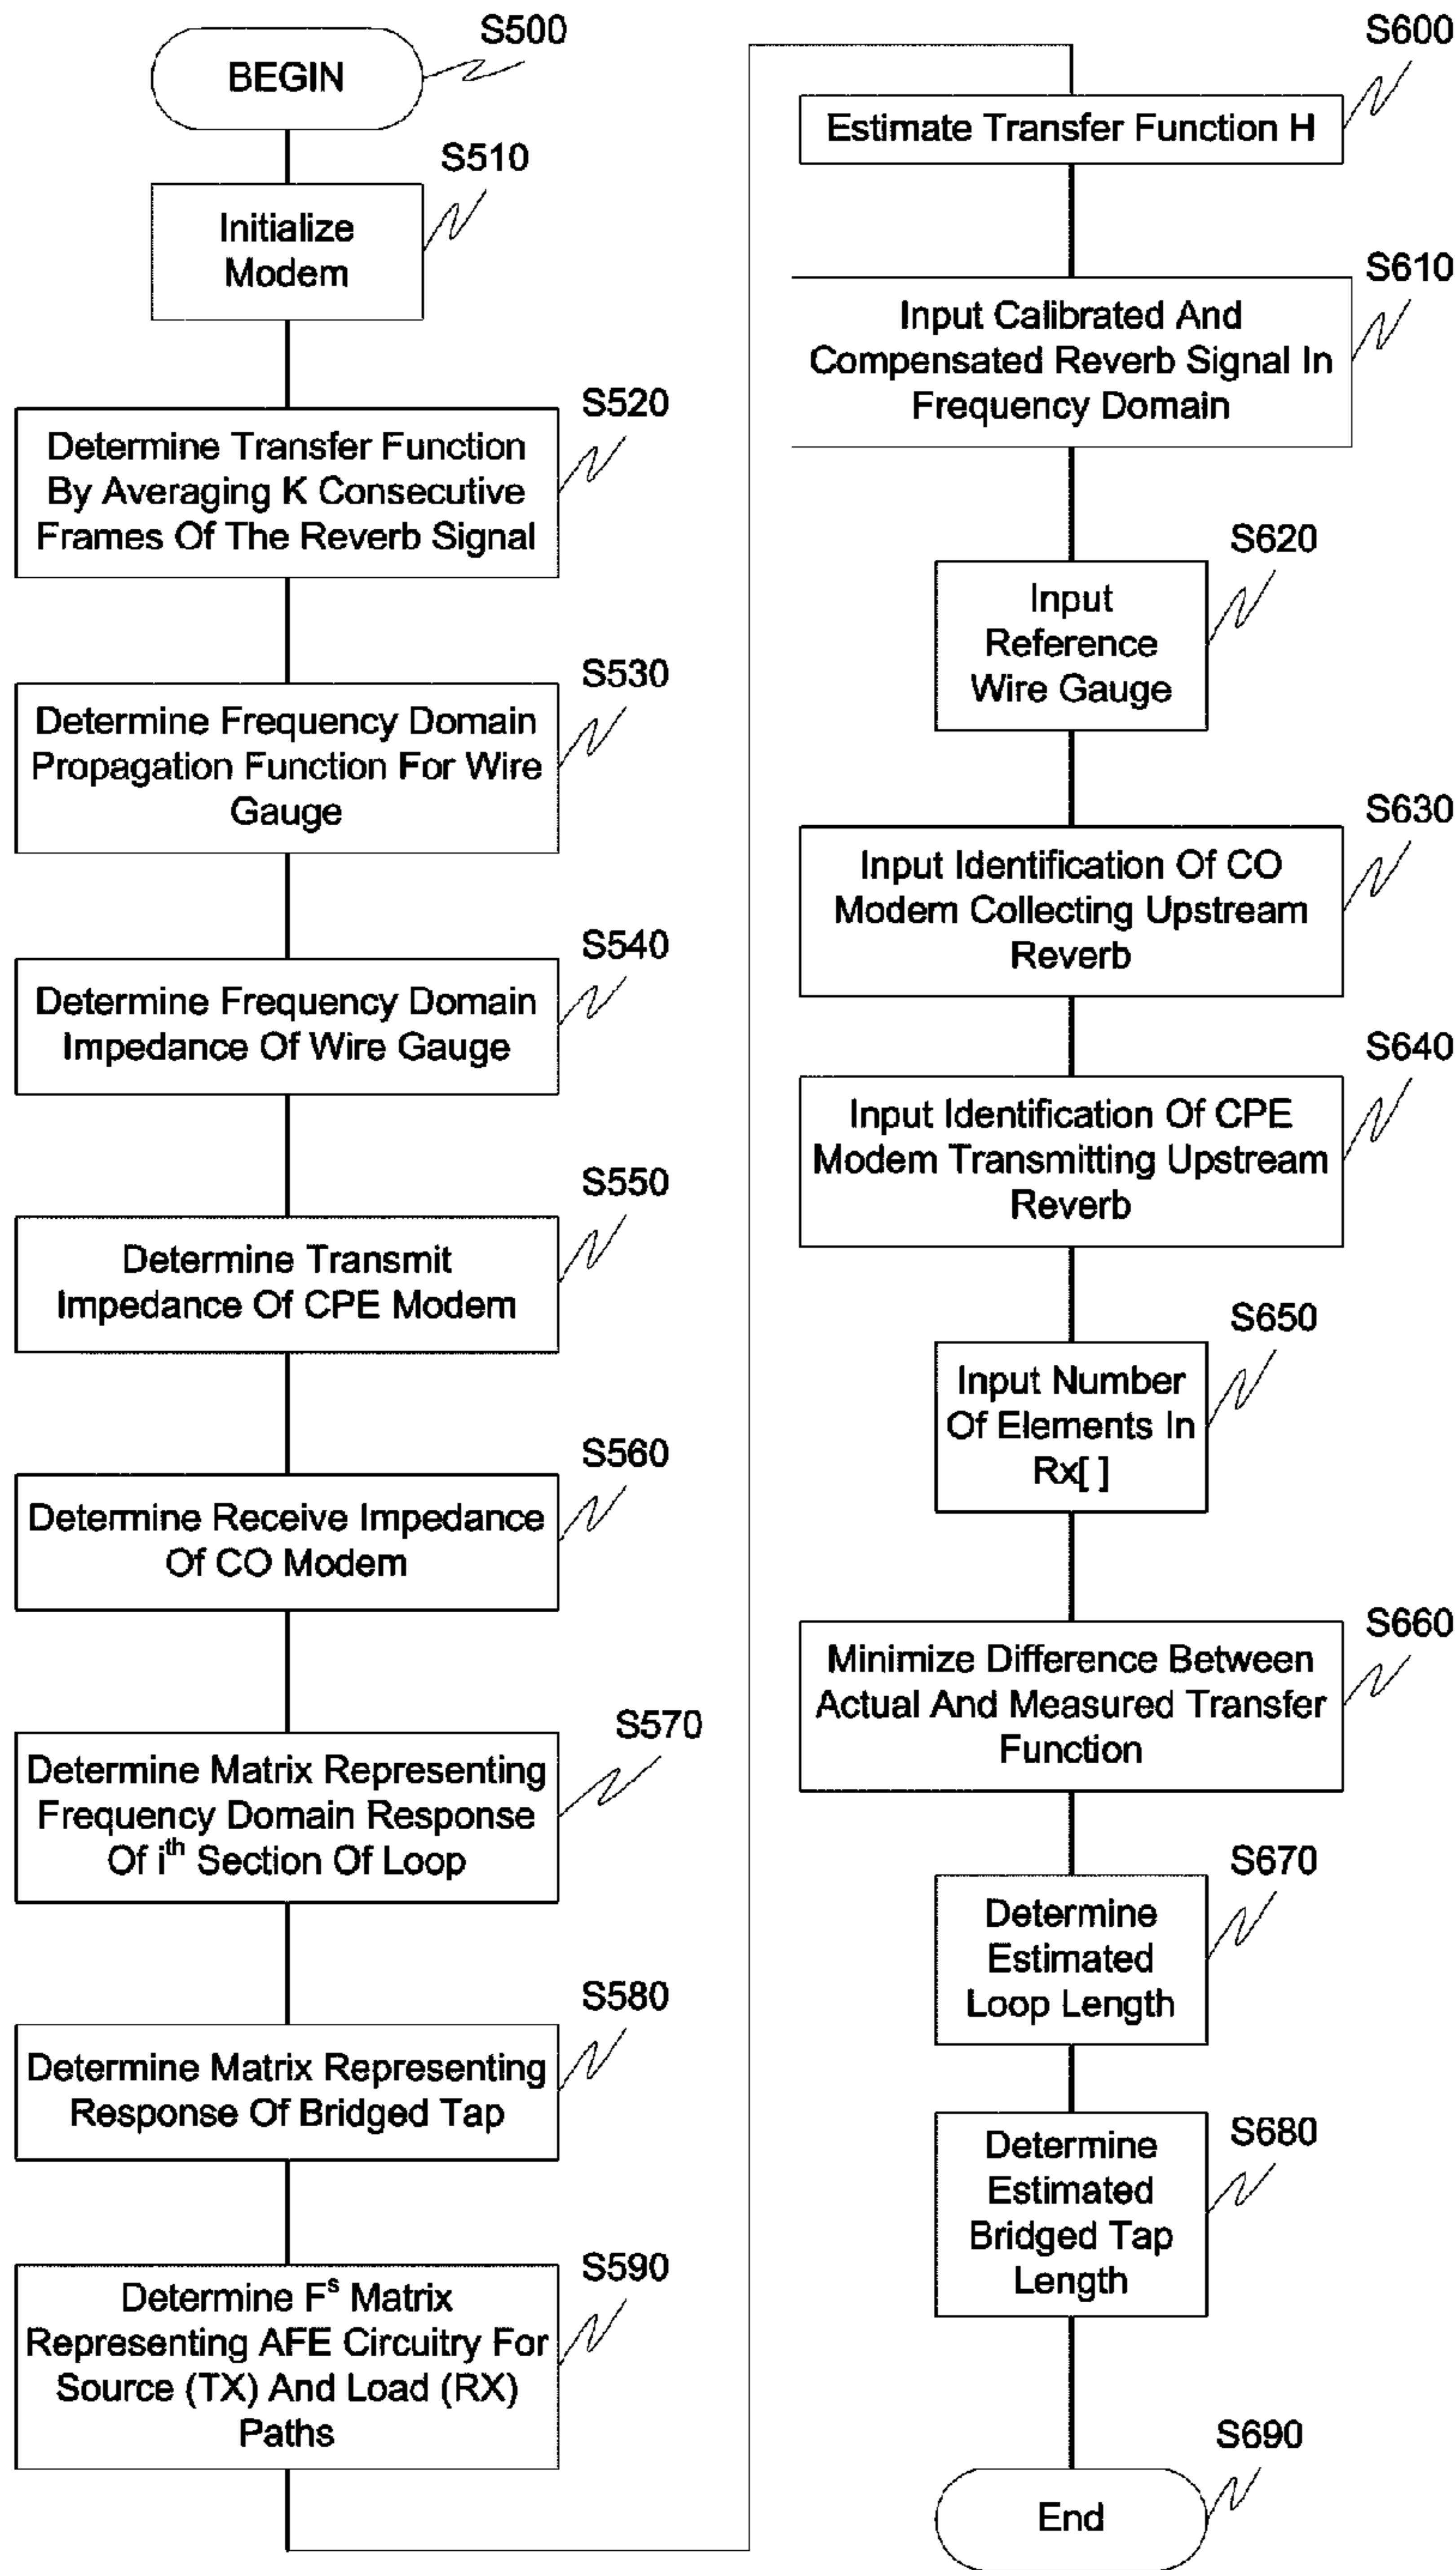 BEGIN
S500
Initialize
Modem
S510
Determine Transfer Function
By Averaging K Consecutive
Frames Of The Reverb Signal
S520
Determine Frequency Domain
Propagation Function For Wire
Gauge
S530
Determine Frequency Domain
Impedance Of Wire Gauge
S540
Determine Transmit
Impedance Of CPE Modem
S550
Determine Receive Impedance
Of CO Modem
S560
Determine Matrix Representing
Frequency Domain Response
Of ith Section Of Loop
S570
Determine Matrix Representing
Response Of Bridged Tap
S580
Determine Fs Matrix
Representing AFE Circuitry For
Source (TX) And Load (RX)
Paths
S590
Estimate Transfer Function H
S600
Input Calibrated And
Compensated Reverb Signal In
Frequency Domain
S610
Input
Reference
Wire Gauge
S620
Input Identification Of CO
Modem Collecting Upstream
Reverb
S630
Input Identification Of CPE
Modem Transmitting Upstream
Reverb
S640
Input Number
Of Elements In
Rx[ ]
S650
Minimize Difference Between
Actual And Measured Transfer
Function
S660
Determine
Estimated
Loop Length
S670
Determine
Estimated
Bridged Tap
Length
S680
End
S690